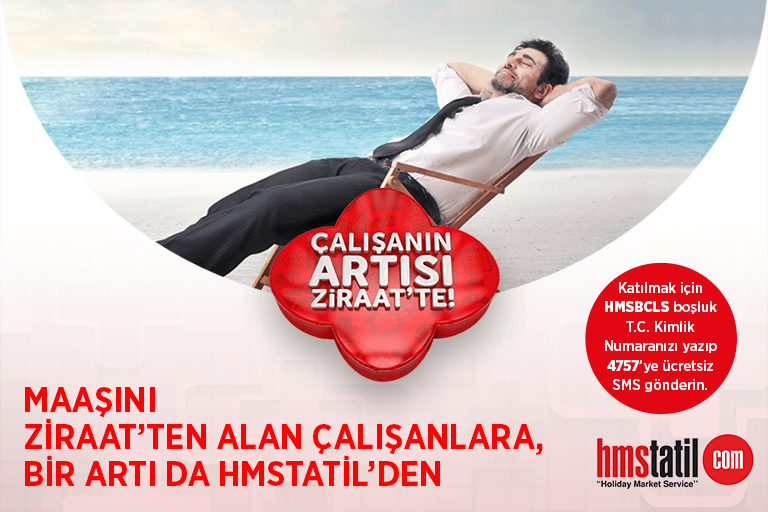 ÇALIŞANIN
ARTISI
ZİRAAT'TE!
Katılmak için
HMSBCLS boşluk
T.C. Kimlik
Numaranızı yazıp
4757'ye ücretsiz
SMS gönderin.
MAAŞINI
ZİRAAT'TEN ALAN ÇALIŞANLARA,
BİR ARTI DA HMSTATİL'DEN
hmstatil com
"Holiday Market Service"